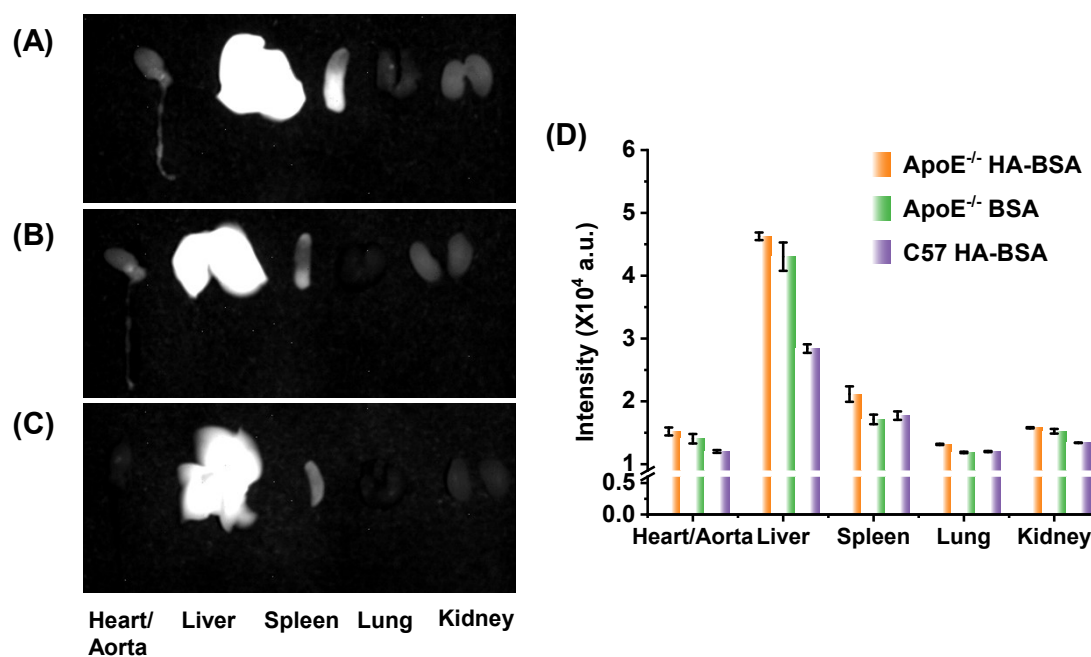 (A)
(B)
(C)
Heart/
Aorta
Liver
Spleen
Lung
Kidney
(D)
Intensity (X10⁴ a.u.)
6
5
4
3
2
1
0.5
0.0
ApoE⁻/⁻ HA-BSA
ApoE⁻/⁻ BSA
C57 HA-BSA
Heart/Aorta
Liver
Spleen
Lung
Kidney